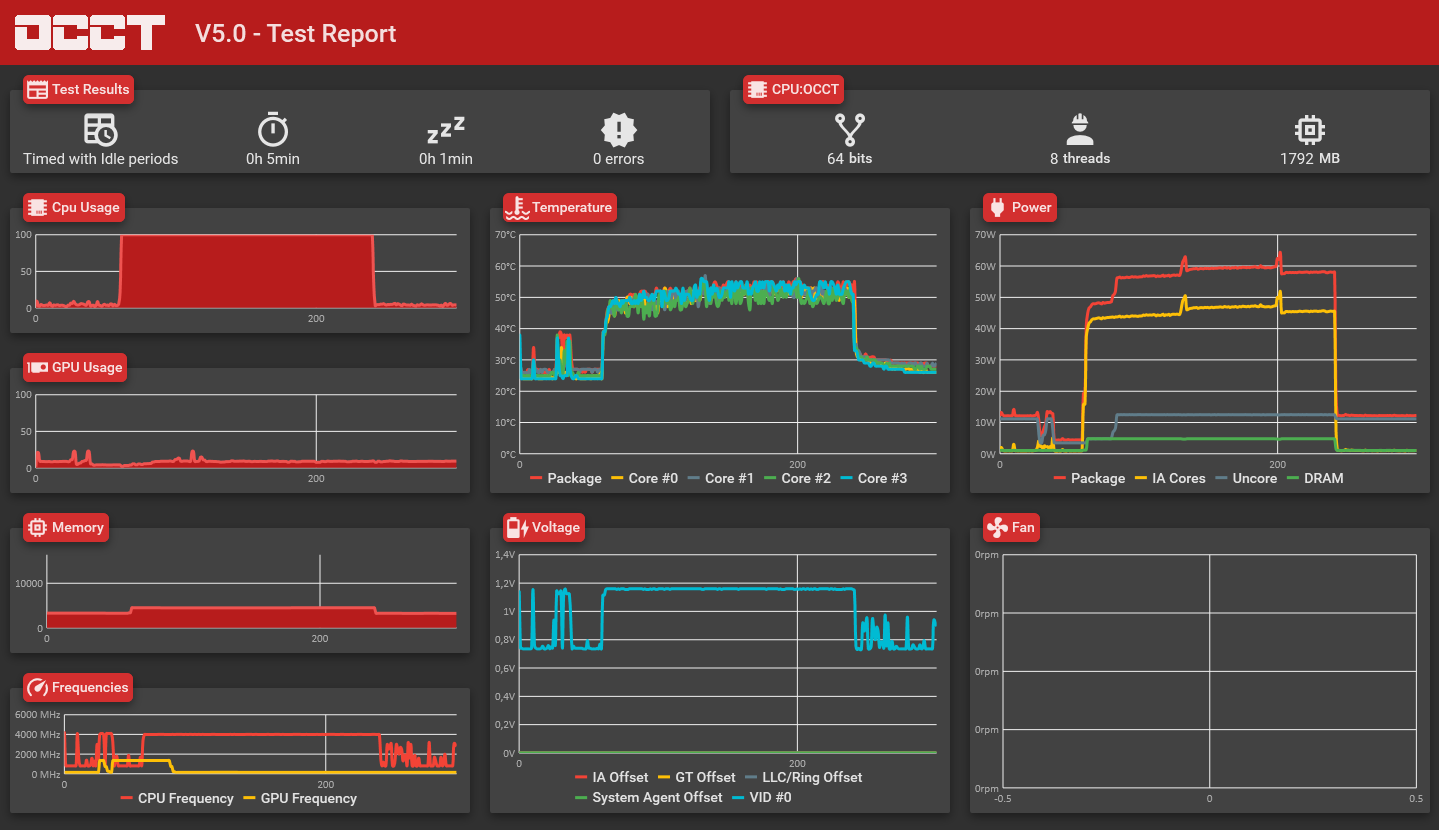 OCCT V5.0 - Test Report
Test Results
Timed with Idle periods
0h 5min
zzz
0h 1min
0 errors
CPU:OCCT
64 bits
8 threads
1792 MB
Cpu Usage
100
50
0
0 200
GPU Usage
100
50
0
0 200
Memory
10000
0
0 200
Frequencies
6000 MHz
4000 MHz
2000 MHz
0 MHz
0 200
CPU Frequency GPU Frequency
Temperature
70°C
60°C
50°C
40°C
30°C
20°C
10°C
0°C
0 200
Package Core #0 Core #1 Core #2 Core #3
Voltage
1,4V
1,2V
1V
0,8V
0,6V
0,4V
0,2V
0V
0 200
IA Offset GT Offset LLC/Ring Offset
System Agent Offset VID #0
Power
70W
60W
50W
40W
30W
20W
10W
0W
0 200
Package IA Cores Uncore DRAM
Fan
0rpm
0rpm
0rpm
0rpm
0rpm
-0.5 0 0.5